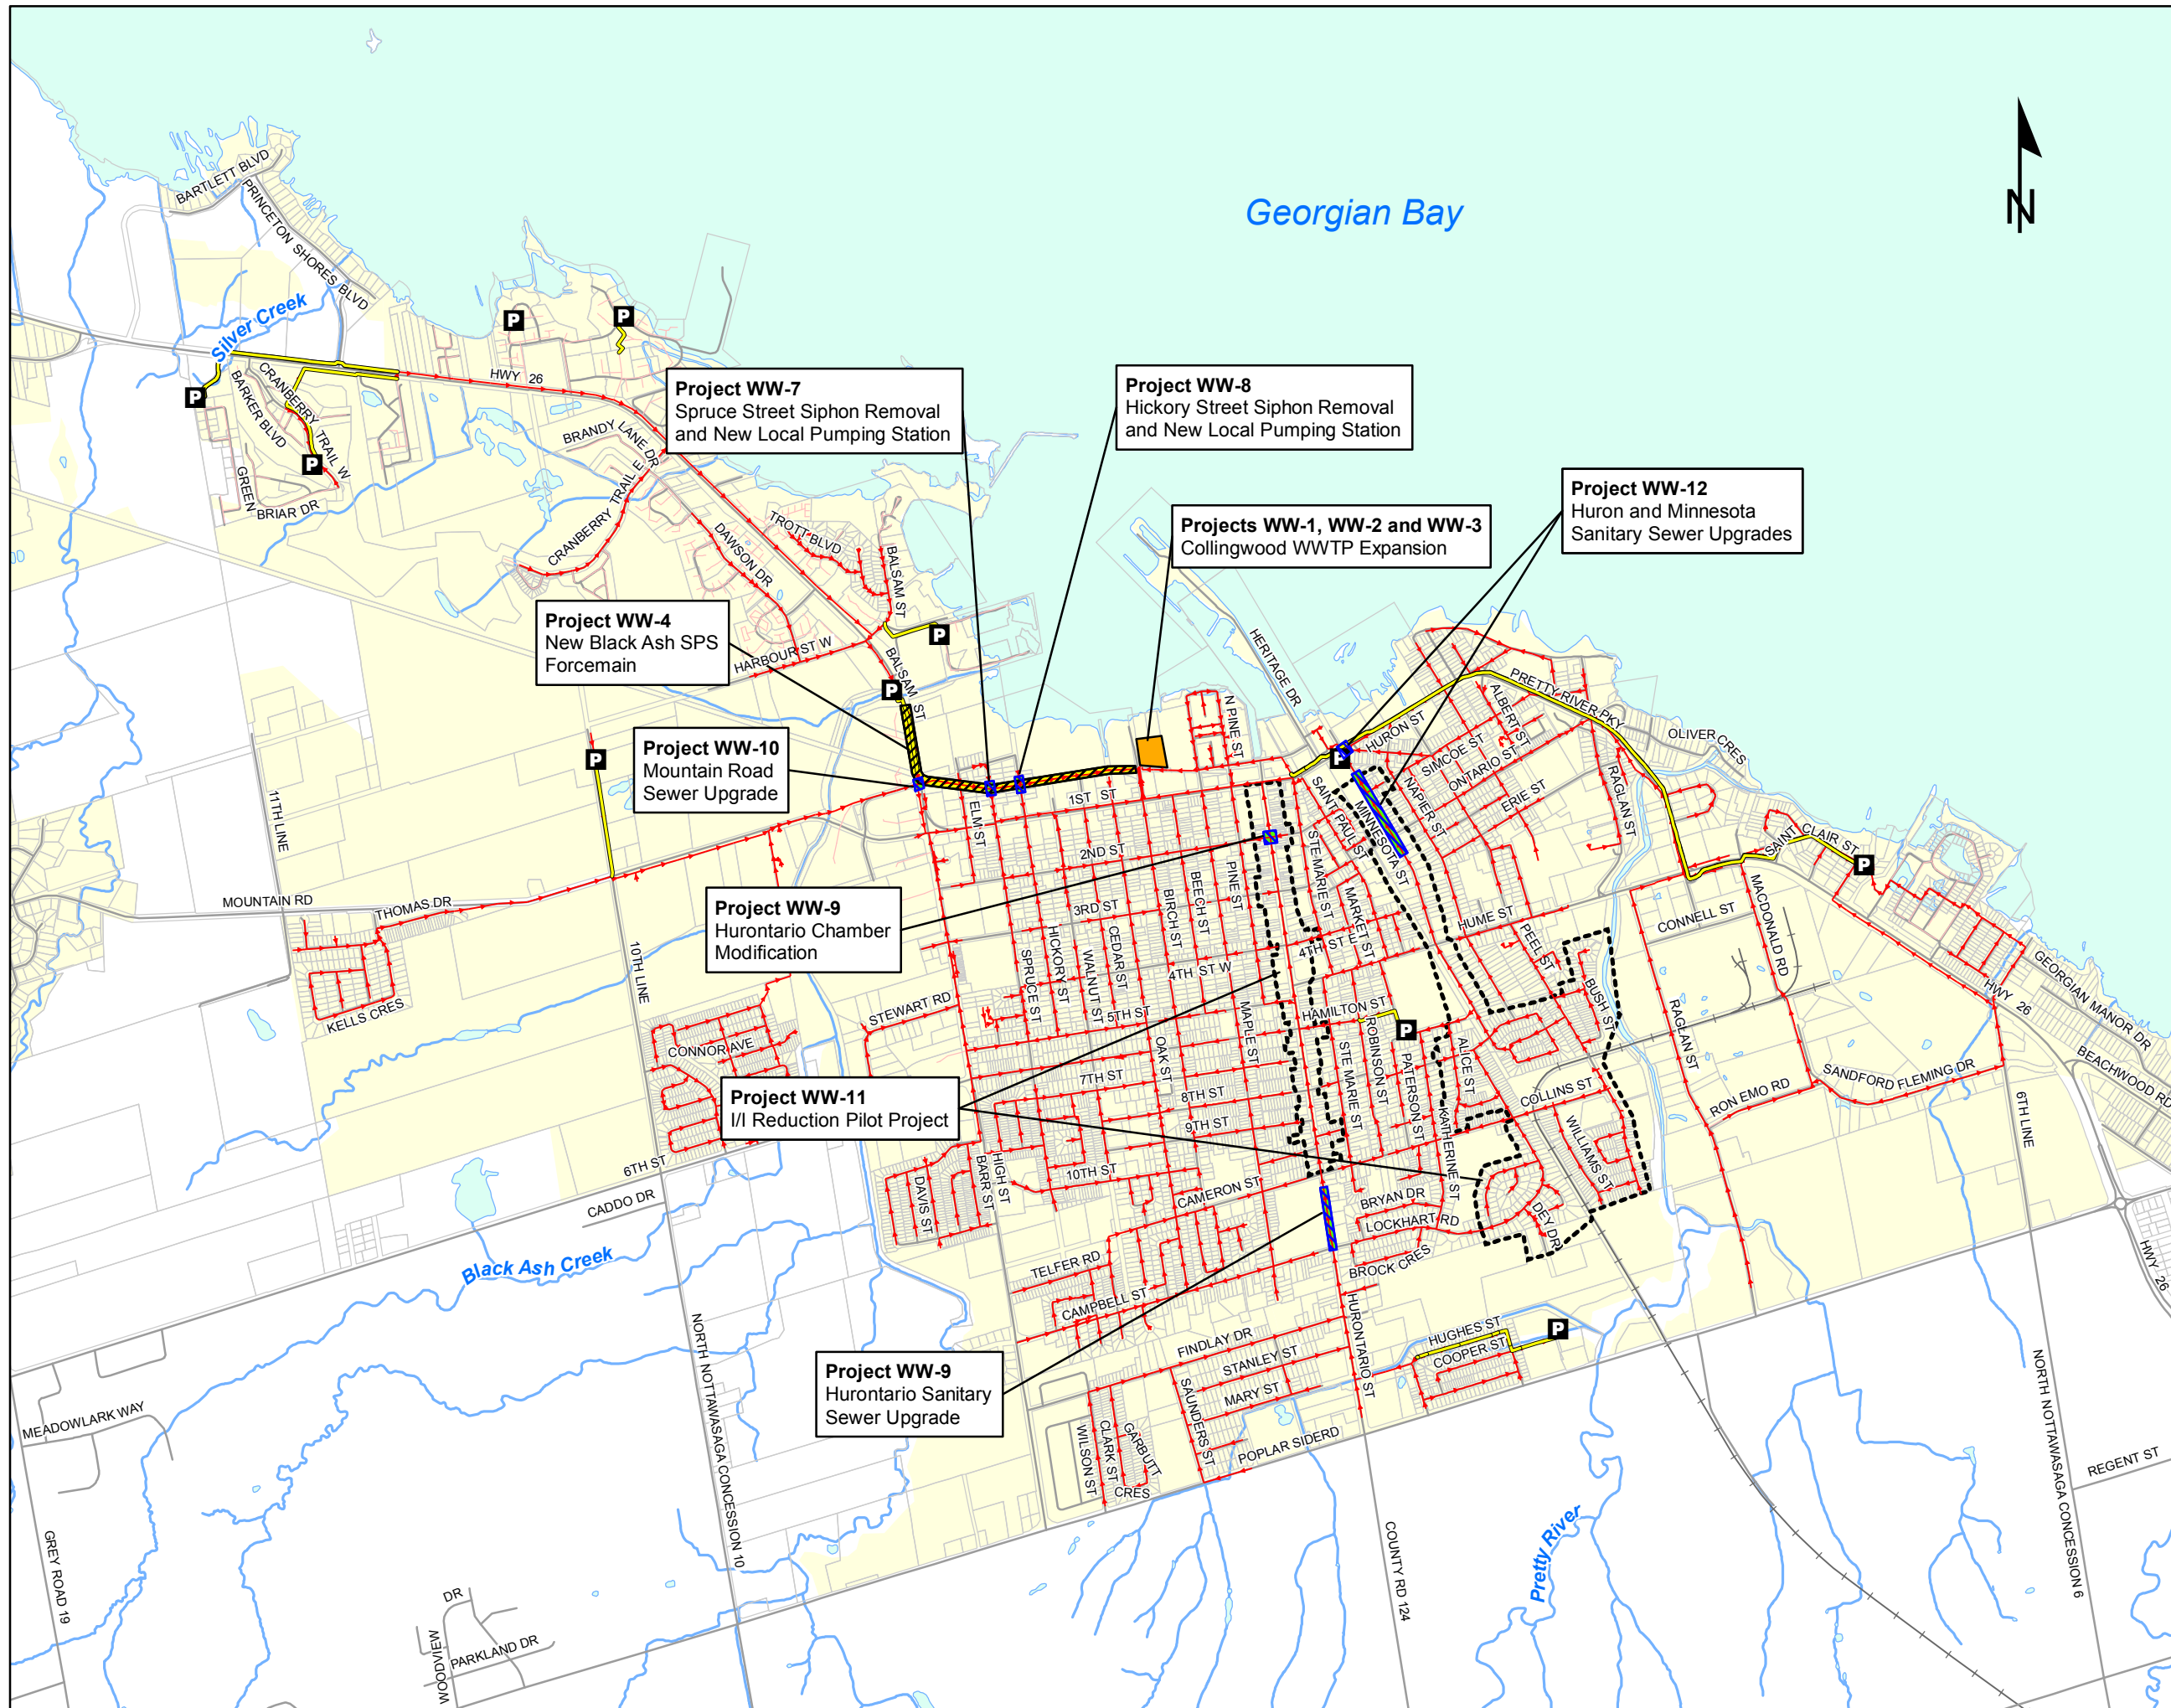 Georgian Bay
N
BARTLETT BLVD
PRINCETON SHORES BLVD
Silver Creek
P
P
HWY 26
CRANBERRY TRAIL W
BARKER BLVD
P
P
GREEN
BRIAR DR
BRANDY LANE DR
CRANBERRY TRAIL E
DAWSON DR
TROTT BLVD
BALSAM ST
HARBOUR ST W
BALSAM ST
P
P
P
Project WW-7
Spruce Street Siphon Removal
and New Local Pumping Station
Project WW-8
Hickory Street Siphon Removal
and New Local Pumping Station
Project WW-12
Huron and Minnesota
Sanitary Sewer Upgrades
Projects WW-1, WW-2 and WW-3
Collingwood WWTP Expansion
Project WW-4
New Black Ash SPS
Forcemain
Project WW-10
Mountain Road
Sewer Upgrade
HERITAGE DR
N PINE ST
HURON ST
P
PRETTY RIVER PKY
ALBERT ST
SIMCOE ST
ONTARIO ST
ERIE ST
NAPIER ST
RAGLAN ST
OLIVER CRES
SAINT CLAIR ST
P
11TH LINE
MOUNTAIN RD
THOMAS DR
KELLS CRES
10TH LINE
ELM ST
1ST ST
2ND ST
3RD ST
SAINT PAUL ST
MINNESOTA ST
STE MARIE ST
MARKET ST
PINE ST
BEECH ST
BIRCH ST
CEDAR ST
WALNUT ST
HICKORY ST
SPRUCE ST
4TH ST W
4TH ST E
HUME ST
PEEL ST
BUSH ST
CONNELL ST
MACDONALD RD
RAGLAN ST
GEORGIAN MANOR DR
HWY 26
BEACHWOOD RD
Project WW-9
Hurontario Chamber
Modification
STEWART RD
5TH ST
HAMILTON ST
P
MAPLE ST
OAK ST
ROBINSON ST
STE MARIE ST
PATERSON ST
ALICE ST
KATHERINE ST
COLLINS ST
WILLIAMS ST
RON EMO RD
SANDFORD FLEMING DR
6TH LINE
CONNOR AVE
7TH ST
8TH ST
9TH ST
10TH ST
Project WW-11
I/I Reduction Pilot Project
6TH ST
CADDO DR
DAVIS ST
BARR ST
HIGH ST
CAMERON ST
BRYAN DR
LOCKHART RD
BROCK CRES
DEY DR
TELFER RD
CAMPBELL ST
Black Ash Creek
HURONTARIO ST
FINDLAY DR
STANLEY ST
MARY ST
SAUNDERS ST
HUGHES ST
COOPER ST
P
POPLAR SIDERD
Project WW-9
Hurontario Sanitary
Sewer Upgrade
WILSON ST
CLARK ST
GARBUTT
CRES
NORTH NOTTAWASAGA CONCESSION 10
MEADOWLARK WAY
GREY ROAD 19
DR
WOODVIEW
PARKLAND DR
COUNTY RD 124
Pretty River
HWY 26
NORTH NOTTAWASAGA CONCESSION 6
REGENT ST